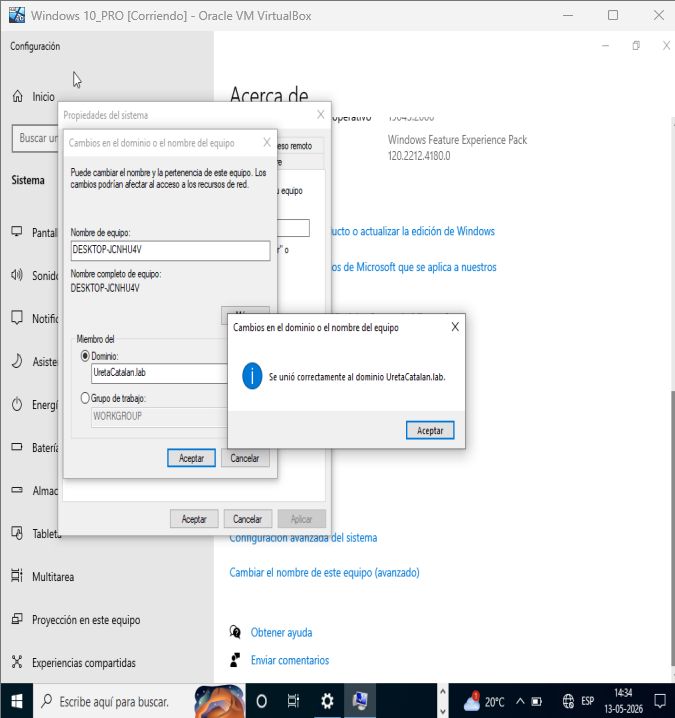 Windows 10_PRO [Corriendo] - Oracle VM VirtualBox
Configuración
Inicio
Buscar un
Sistema
Pantal
Sonido
Notific
Asiste
Energí
Batería
Almac
Tableta
Multitarea
Proyección en este equipo
Experiencias compartidas
Acerca de
operativo
Windows Feature Experience Pack
120.2212.4180.0
ucto o actualizar la edición de Windows
os de Microsoft que se aplica a nuestros
Configuración avanzada del sistema
Cambiar el nombre de este equipo (avanzado)
Obtener ayuda
Enviar comentarios
Propiedades del sistema
eso remoto
u equipo
r" o
Aceptar
Cancelar
Aplicar
Cambios en el dominio o el nombre del equipo
Puede cambiar el nombre y la pertenencia de este equipo. Los
cambios podrían afectar al acceso a los recursos de red.
Nombre de equipo:
DESKTOP-JCNHU4V
Nombre completo de equipo:
DESKTOP-JCNHU4V
Miembro del
Dominio:
UretaCatalan.lab
Grupo de trabajo:
WORKGROUP
Aceptar
Cancelar
Cambios en el dominio o el nombre del equipo
Se unió correctamente al dominio UretaCatalan.lab.
Aceptar
Escribe aquí para buscar.
20°C
ESP
14:34
13-05-2026